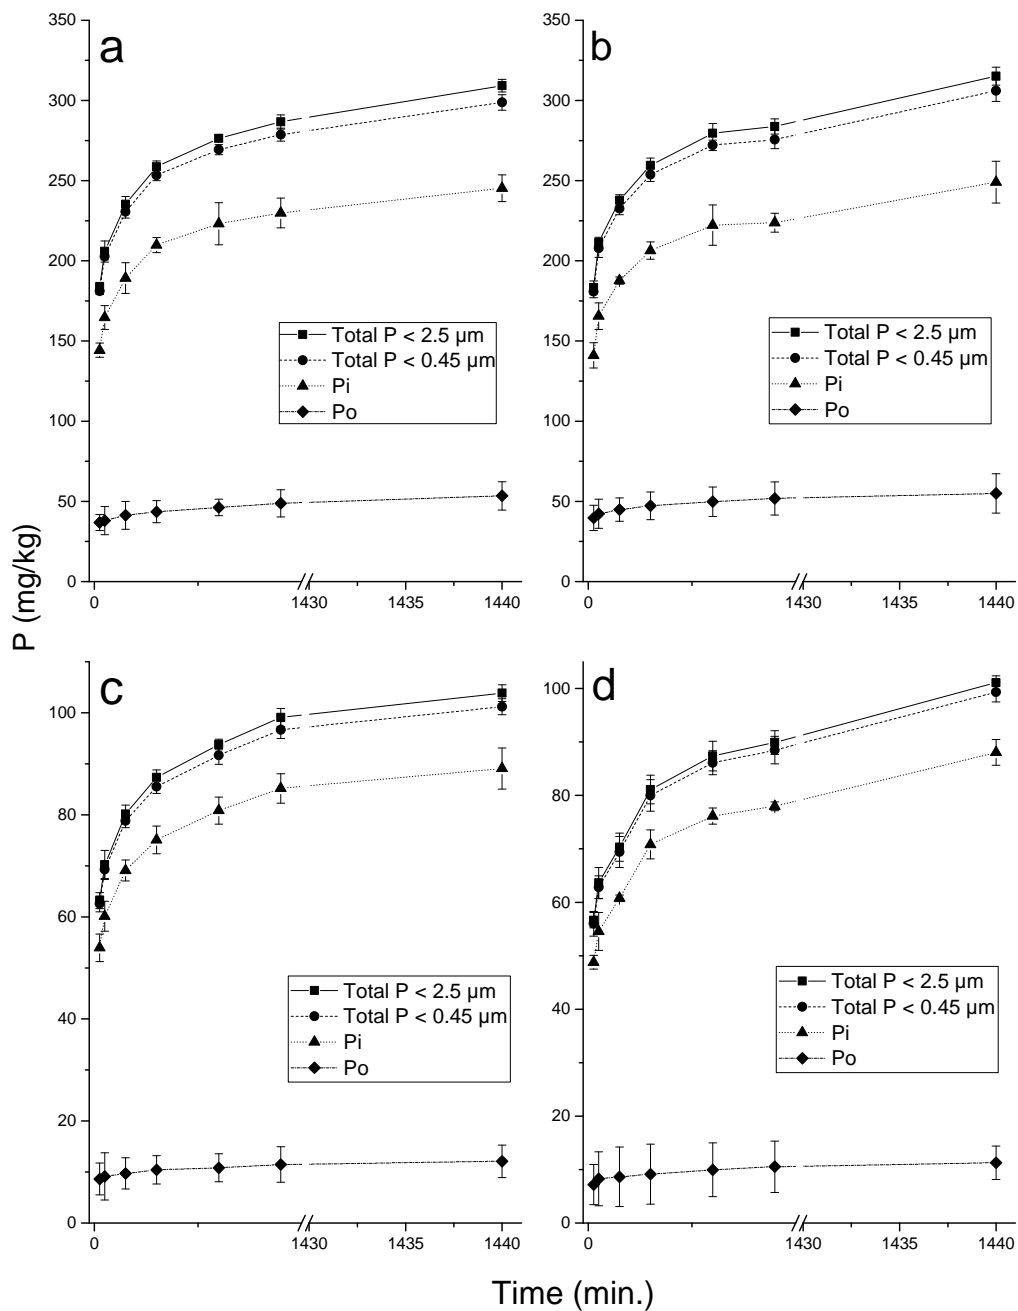 a
350
300
250
200
150
100
50
0
Total P < 2.5 µm
Total P < 0.45 µm
Pi
Po
0
1430
1435
1440
b
350
300
250
200
150
100
50
0
Total P < 2.5 µm
Total P < 0.45 µm
Pi
Po
0
1430
1435
1440
P (mg/kg)
c
100
80
60
40
20
0
Total P < 2.5 µm
Total P < 0.45 µm
Pi
Po
0
1430
1435
1440
d
100
80
60
40
20
0
Total P < 2.5 µm
Total P < 0.45 µm
Pi
Po
0
1430
1435
1440
Time (min.)